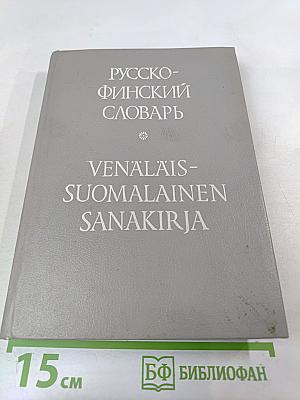 РУССКО-
ФИНСКИЙ
СЛОВАРЬ
VENÄLÄIS-
SUOMALAINEN
SANAKIRJA
15 см
БФ БИБЛИОФАН